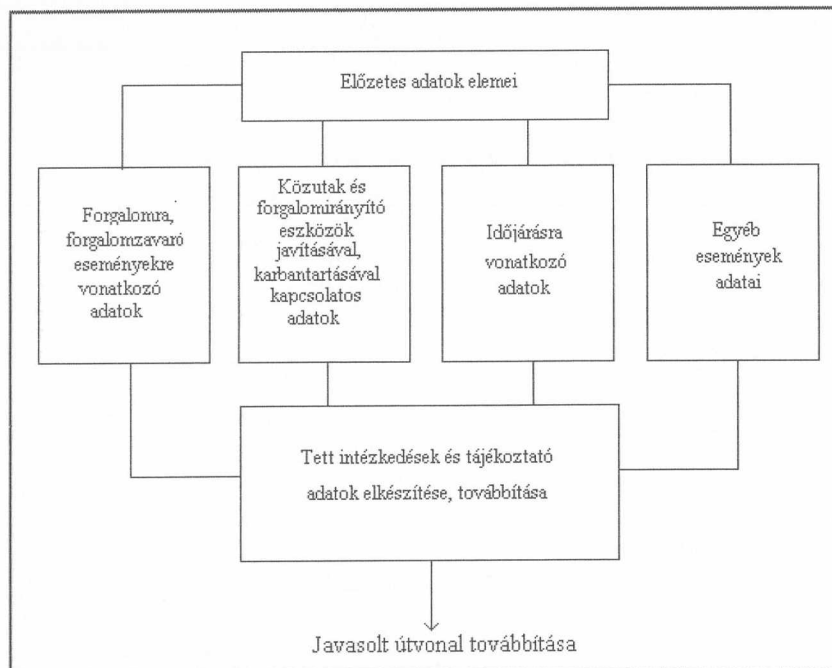 Előzetes adatok elemei
Forgalomra,
forgalomzavaró
eseményekre
vonatkozó
adatok
Közutak és
forgalomirányító
eszközök
javításával,
karbantartásával
kapcsolatos
adatok
Időjárásra
vonatkozó
adatok
Egyéb
események
adatai
Tett intézkedések és tájékoztató
adatok elkészítése, továbbítása
Javasolt útvonal továbbítása